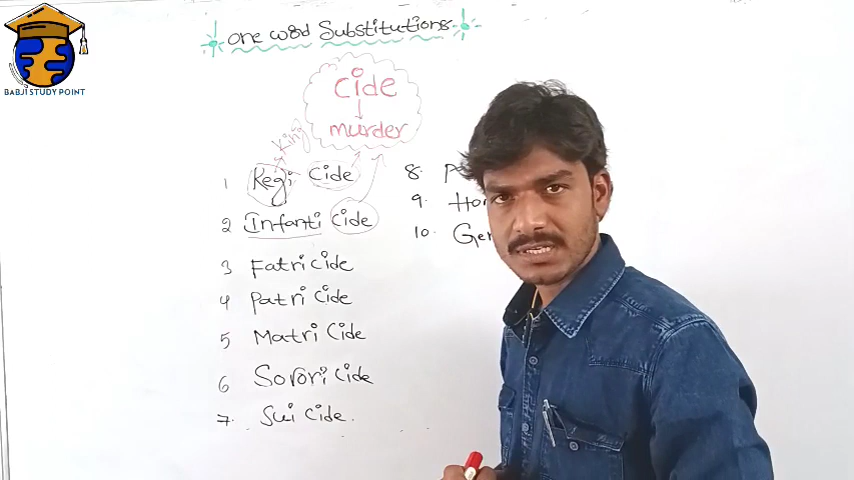 BABJI STUDY POINT
one word Substitutions
cide
murder
King
1 Regi Cide
2 Infanti Cide
3 Fatri Cide
4 Patri Cide
5 Matri Cide
6 Sorori Cide
7. Sui Cide.
8.
9.
10.